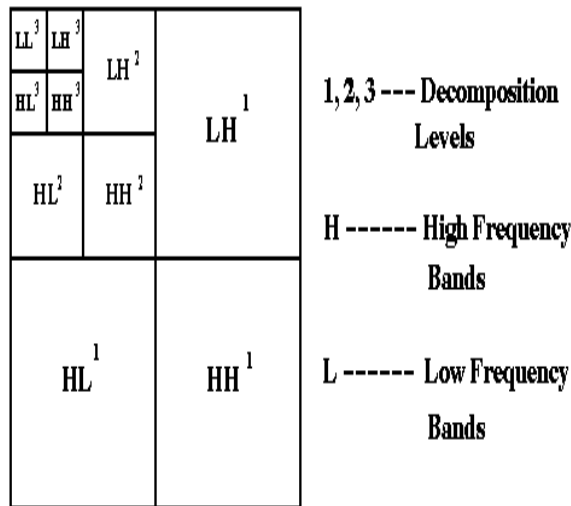 LL³ LH³
LH²
HL³ HH³
LH¹
HL² HH²
HL¹ HH¹
1, 2, 3 --- Decomposition
Levels
H ------ High Frequency
Bands
L ------ Low Frequency
Bands